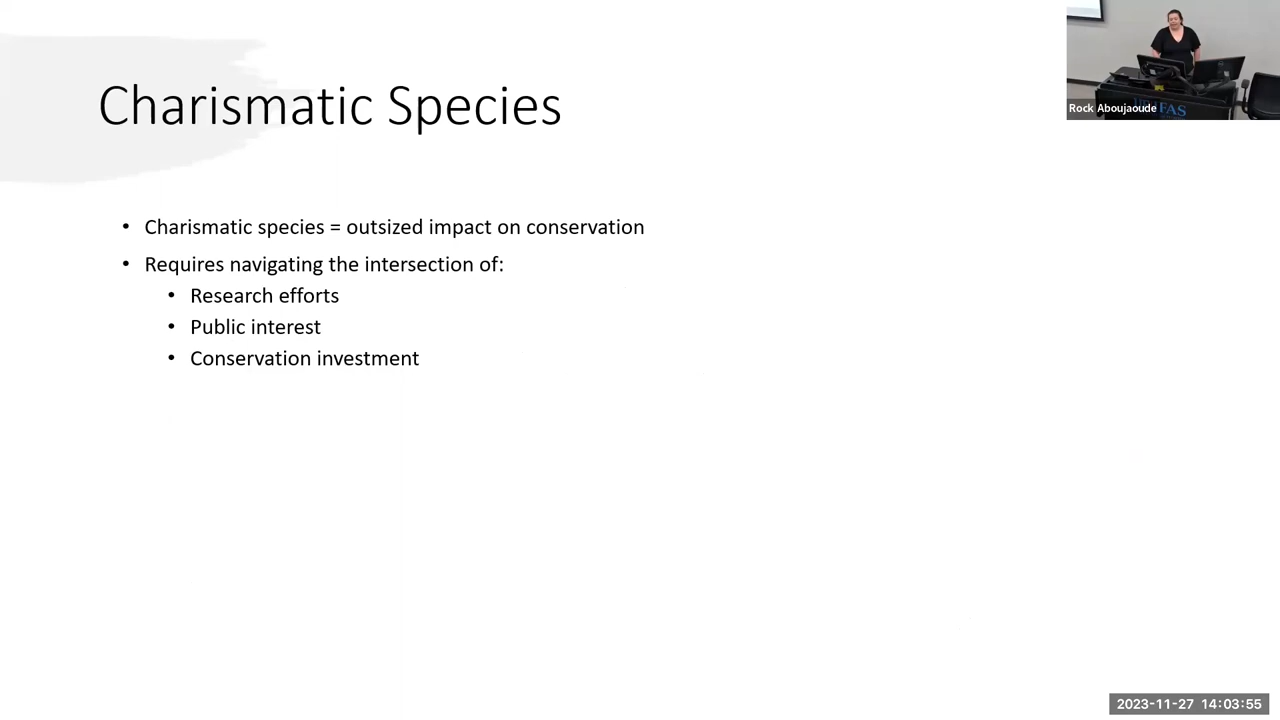 Charismatic Species
• Charismatic species = outsized impact on conservation
• Requires navigating the intersection of:
• Research efforts
• Public interest
• Conservation investment
Rock Aboujaoude
FAS
2023-11-27 14:03:55